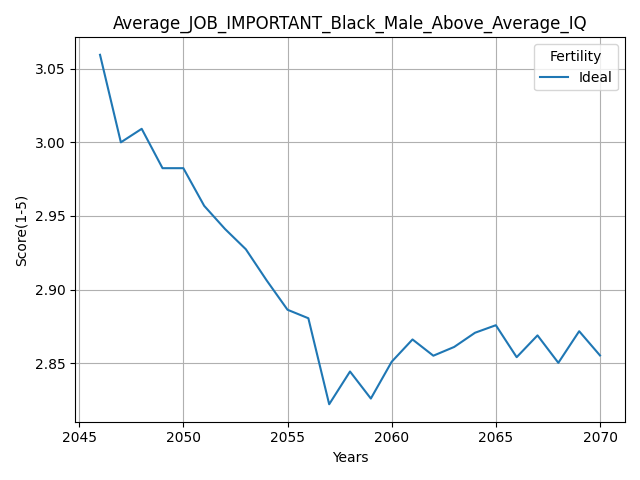 Average_JOB_IMPORTANT_Black_Male_Above_Average_IQ
Fertility
Ideal
Score(1-5)
3.05
3.00
2.95
2.90
2.85
2045 2050 2055 2060 2065 2070
Years